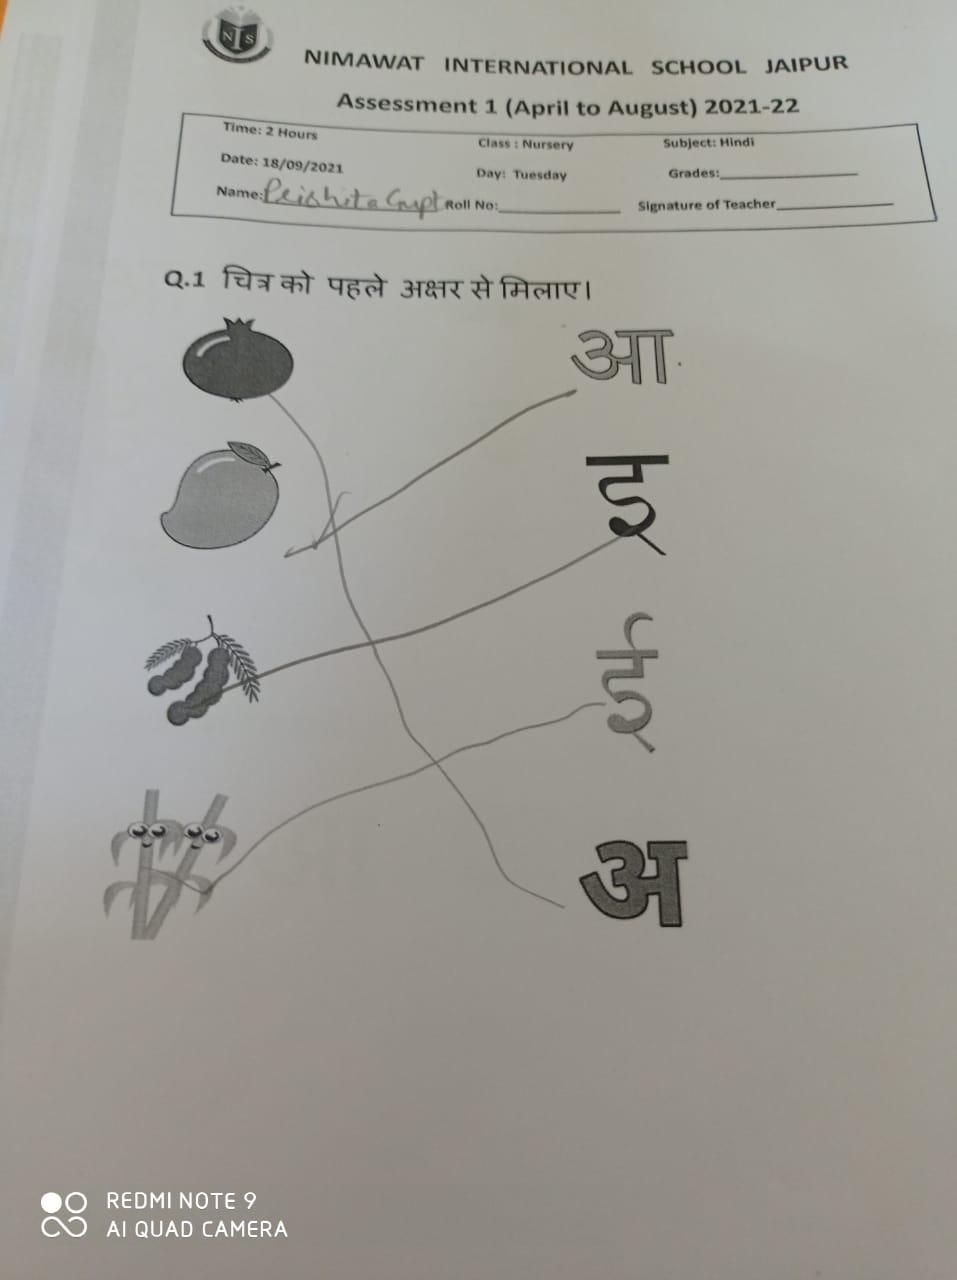 NIS
NIMAWAT INTERNATIONAL SCHOOL JAIPUR
Assessment 1 (April to August) 2021-22
Time: 2 Hours Class : Nursery Subject: Hindi
Date: 18/09/2021 Day: Tuesday Grades:
Name: Roll No: Signature of Teacher
Q.1 चित्र को पहले अक्षर से मिलाए।
आ
इ
ई
अ
REDMI NOTE 9
AI QUAD CAMERA